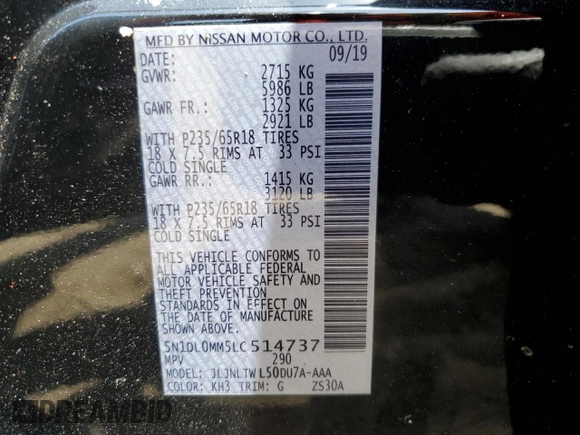 MFD BY NISSAN MOTOR CO., LTD.
DATE: 09/19
GVWR: 2715 KG
5986 LB
GAWR FR.: 1325 KG
2921 LB
WITH P235/65R18 TIRES
18 X 7.5 RIMS AT 33 PSI
COLD SINGLE
GAWR RR.: 1415 KG
3120 LB
WITH P235/65R18 TIRES
18 X 7.5 RIMS AT 33 PSI
COLD SINGLE
THIS VEHICLE CONFORMS TO
ALL APPLICABLE FEDERAL
MOTOR VEHICLE SAFETY AND
THEFT PREVENTION
STANDARDS IN EFFECT ON
THE DATE OF MANUFACTURE
SHOWN ABOVE.
5N1DL0MM5LC514737
MPV 290
MODEL: JLJNLTWL50DU7A-AAA
COLOR: KH3 TRIM: G ZS30A
DREAMBID